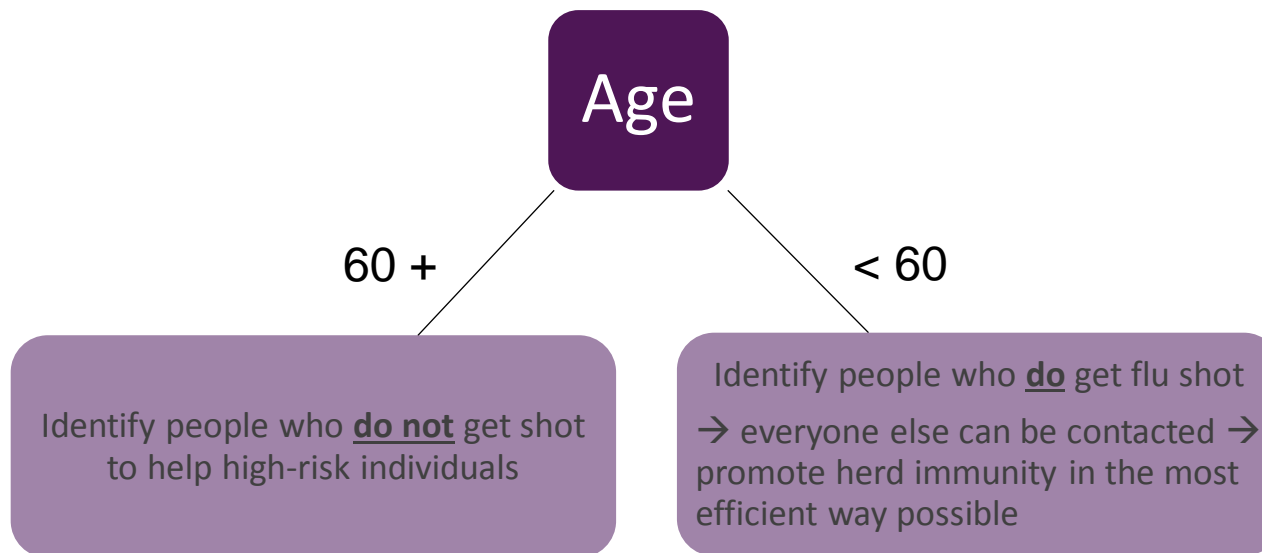 Age
60 +
< 60
Identify people who do not get shot
to help high-risk individuals
Identify people who do get flu shot
→ everyone else can be contacted →
promote herd immunity in the most
efficient way possible